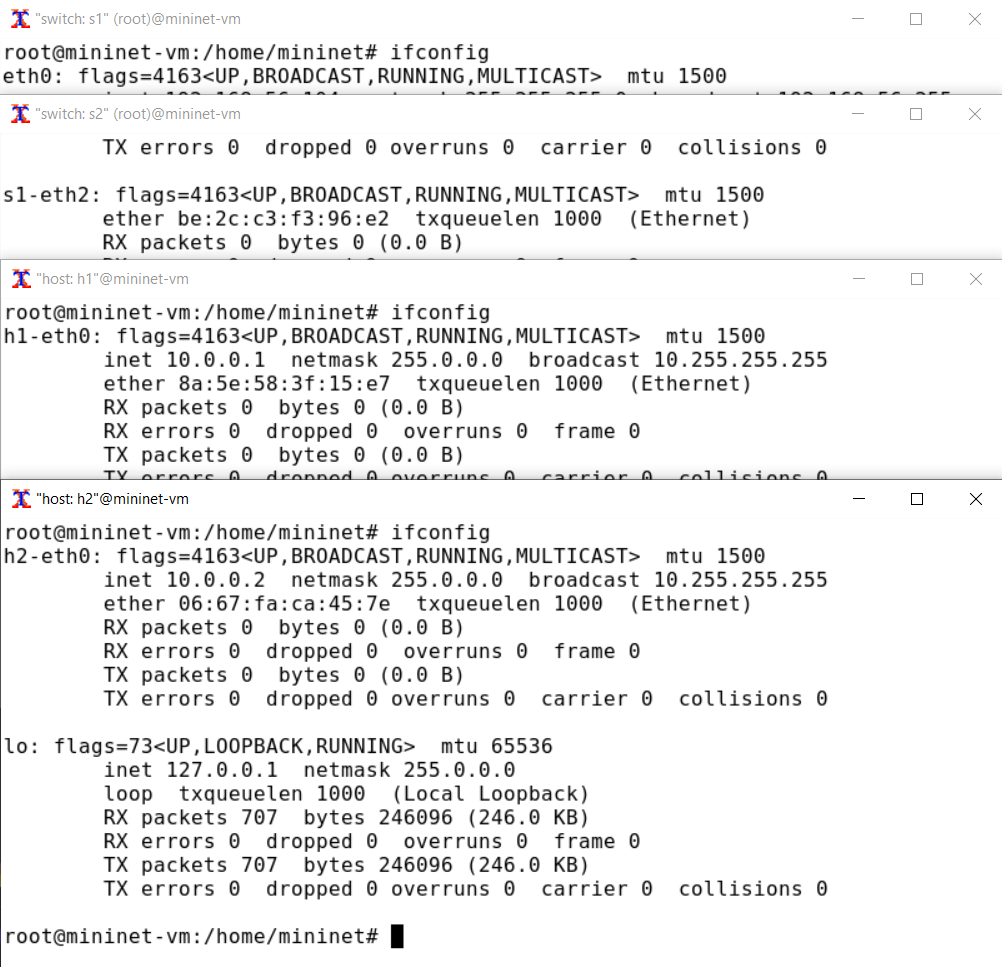 "switch: s1" (root)@mininet-vm
root@mininet-vm:/home/mininet# ifconfig
eth0: flags=4163<UP,BROADCAST,RUNNING,MULTICAST>  mtu 1500
"switch: s2" (root)@mininet-vm
TX errors 0  dropped 0 overruns 0  carrier 0  collisions 0
s1-eth2: flags=4163<UP,BROADCAST,RUNNING,MULTICAST>  mtu 1500
ether be:2c:c3:f3:96:e2  txqueuelen 1000  (Ethernet)
RX packets 0  bytes 0 (0.0 B)
"host: h1"@mininet-vm
root@mininet-vm:/home/mininet# ifconfig
h1-eth0: flags=4163<UP,BROADCAST,RUNNING,MULTICAST>  mtu 1500
inet 10.0.0.1  netmask 255.0.0.0  broadcast 10.255.255.255
ether 8a:5e:58:3f:15:e7  txqueuelen 1000  (Ethernet)
RX packets 0  bytes 0 (0.0 B)
RX errors 0  dropped 0  overruns 0  frame 0
TX packets 0  bytes 0 (0.0 B)
TX errors 0  dropped 0 overruns 0  carrier 0  collisions 0
"host: h2"@mininet-vm
root@mininet-vm:/home/mininet# ifconfig
h2-eth0: flags=4163<UP,BROADCAST,RUNNING,MULTICAST>  mtu 1500
inet 10.0.0.2  netmask 255.0.0.0  broadcast 10.255.255.255
ether 06:67:fa:ca:45:7e  txqueuelen 1000  (Ethernet)
RX packets 0  bytes 0 (0.0 B)
RX errors 0  dropped 0  overruns 0  frame 0
TX packets 0  bytes 0 (0.0 B)
TX errors 0  dropped 0 overruns 0  carrier 0  collisions 0
lo: flags=73<UP,LOOPBACK,RUNNING>  mtu 65536
inet 127.0.0.1  netmask 255.0.0.0
loop  txqueuelen 1000  (Local Loopback)
RX packets 707  bytes 246096 (246.0 KB)
RX errors 0  dropped 0  overruns 0  frame 0
TX packets 707  bytes 246096 (246.0 KB)
TX errors 0  dropped 0 overruns 0  carrier 0  collisions 0
root@mininet-vm:/home/mininet#